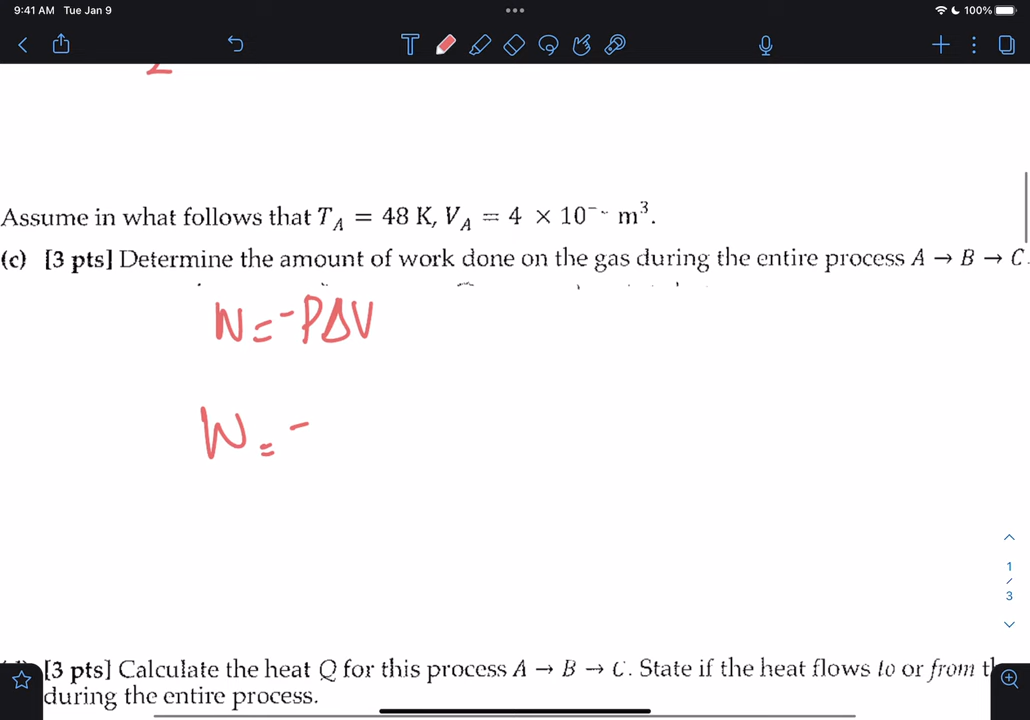 9:41 AM Tue Jan 9
100%
Assume in what follows that T_A = 48 K, V_A = 4 × 10 m³.
(c) [3 pts] Determine the amount of work done on the gas during the entire process A → B → C.
W = -PΔV
W = -
1
/
3
[3 pts] Calculate the heat Q for this process A → B → C. State if the heat flows to or from
during the entire process.